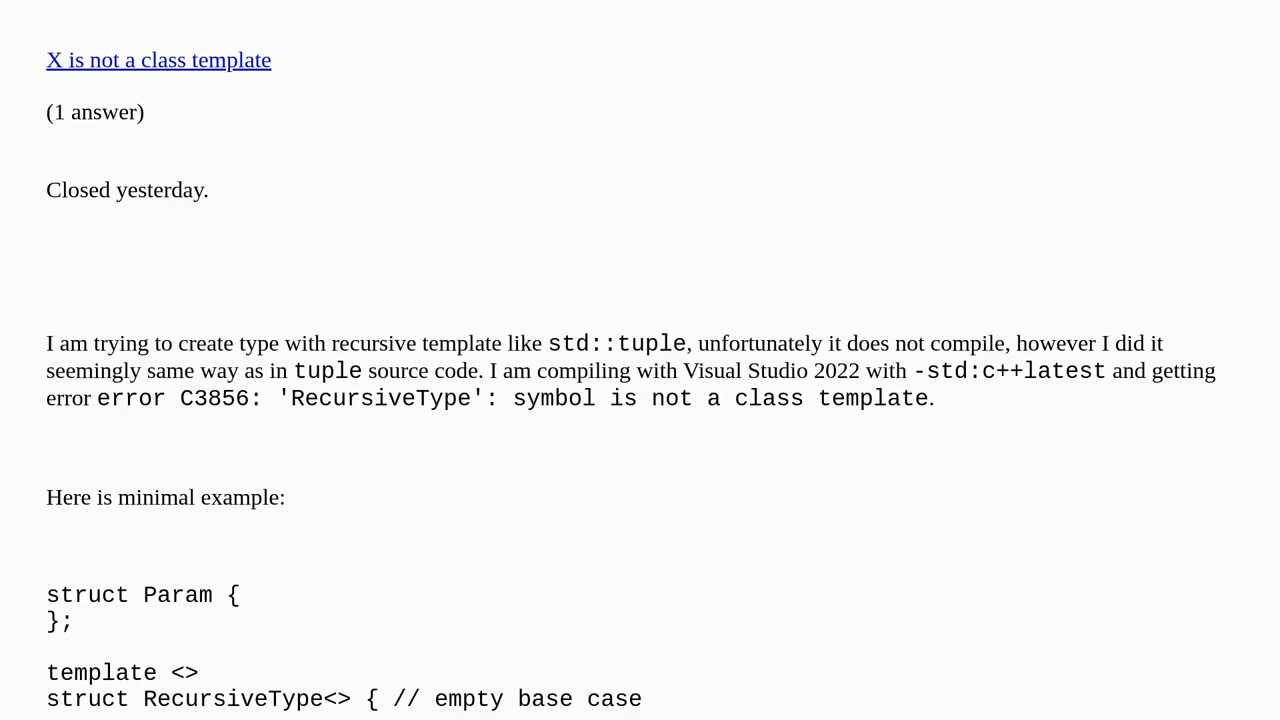 X is not a class template
(1 answer)
Closed yesterday.
I am trying to create type with recursive template like std::tuple, unfortunately it does not compile, however I did it
seemingly same way as in tuple source code. I am compiling with Visual Studio 2022 with -std:c++latest and getting
error error C3856: 'RecursiveType': symbol is not a class template.
Here is minimal example:
struct Param {
};
template <>
struct RecursiveType<> { // empty base case